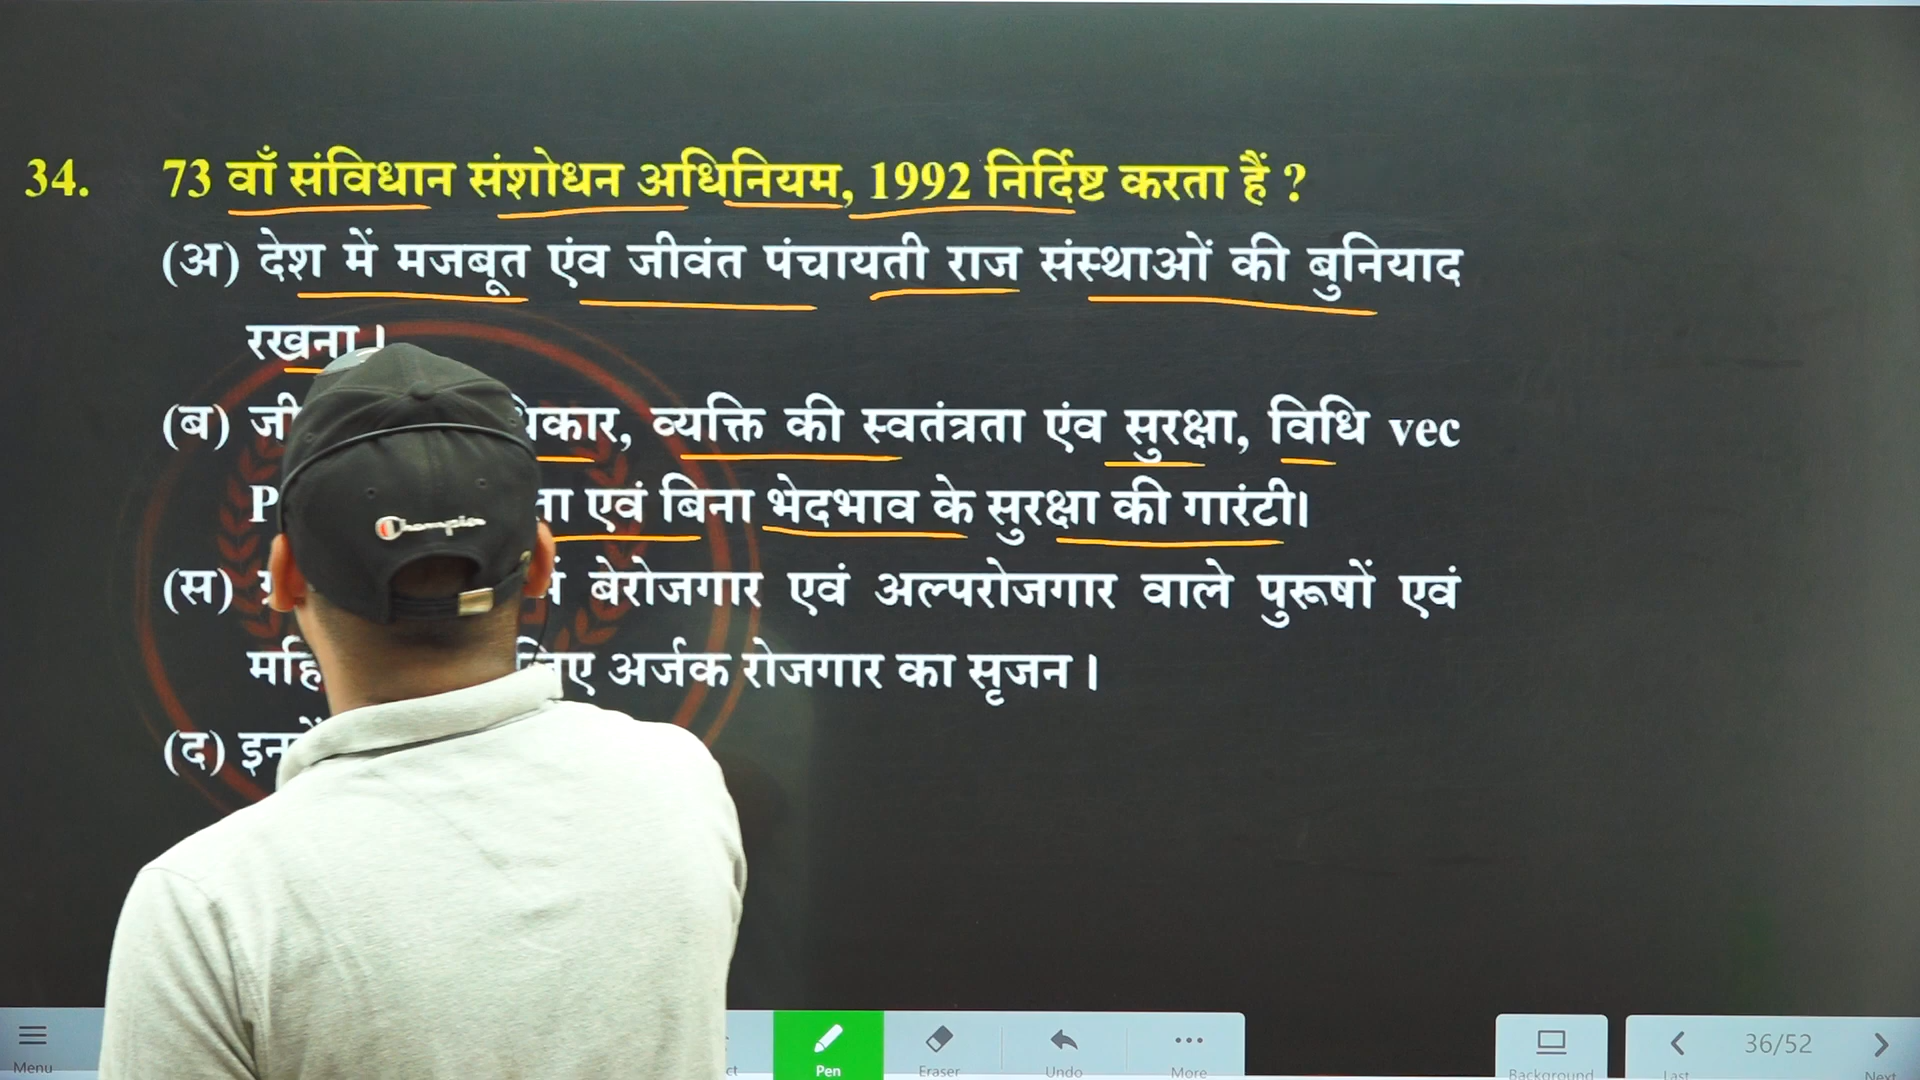 34. 73 वाँ संविधान संशोधन अधिनियम, 1992 निर्दिष्ट करता हैं ?
(अ) देश में मजबूत एंव जीवंत पंचायती राज संस्थाओं की बुनियाद
रखना ।
(ब) व्यक्ति की स्वतंत्रता एंव सुरक्षा, विधि vec
एवं बिना भेदभाव के सुरक्षा की गारंटी।
(स) बेरोजगार एवं अल्परोजगार वाले पुरूषों एवं
अर्जक रोजगार का सृजन ।
(द)
Champion
Menu Pen Eraser Undo More Background Last 36/52 Next